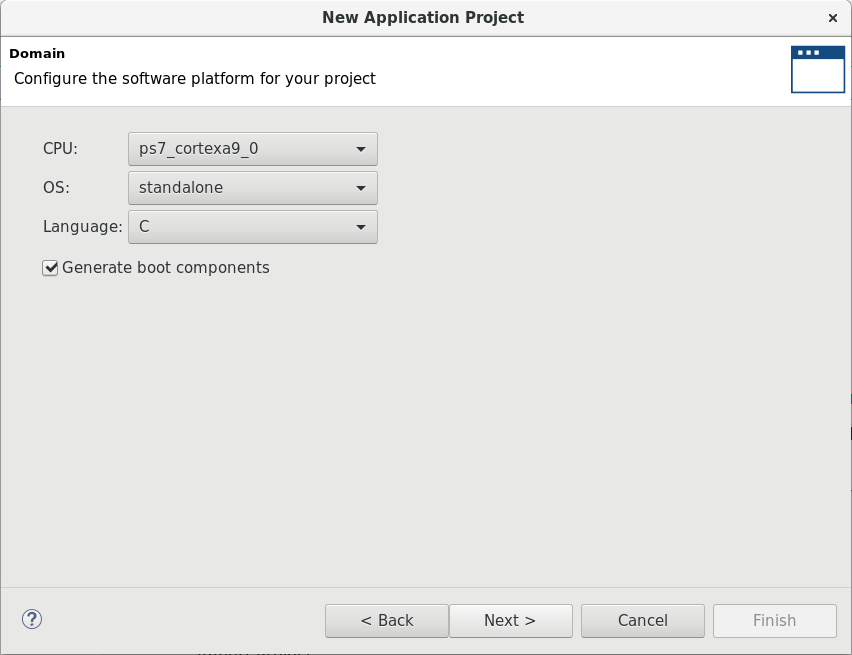 New Application Project
Domain
Configure the software platform for your project
CPU: ps7_cortexa9_0
OS: standalone
Language: C
Generate boot components
< Back Next > Cancel Finish